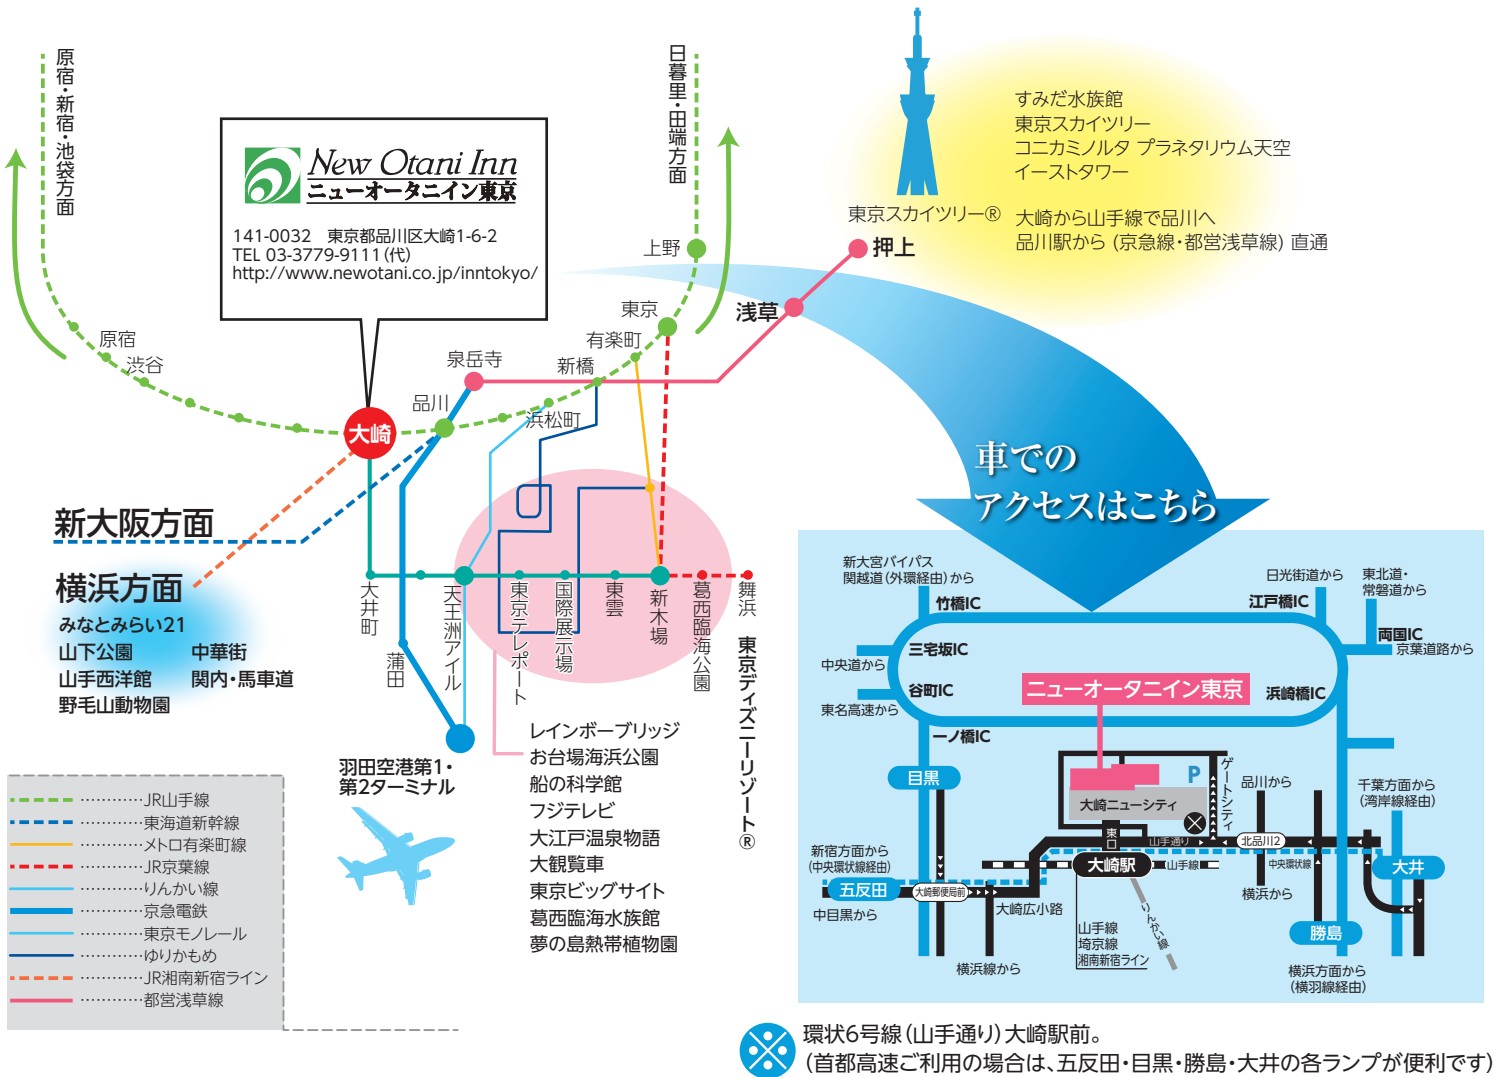 原宿・新宿・池袋方面
日暮里・田端方面
New Otani Inn
ニューオータニイン東京
141-0032　東京都品川区大崎1-6-2
TEL 03-3779-9111(代)
http://www.newotani.co.jp/inntokyo/
すみだ水族館
東京スカイツリー
コニカミノルタ プラネタリウム天空
イーストタワー
東京スカイツリー®
大崎から山手線で品川へ
品川駅から (京急線・都営浅草線) 直通
押上
浅草
上野
東京
有楽町
新橋
浜松町
泉岳寺
品川
大崎
原宿
渋谷
新大阪方面
横浜方面
みなとみらい21
山下公園
中華街
山手西洋館
関内・馬車道
野毛山動物園
大井町
天王洲アイル
東京テレポート
国際展示場
東雲
新木場
葛西臨海公園
舞浜
東京ディズニーリゾート®
蒲田
羽田空港第1・
第2ターミナル
レインボーブリッジ
お台場海浜公園
船の科学館
フジテレビ
大江戸温泉物語
大観覧車
東京ビッグサイト
葛西臨海水族館
夢の島熱帯植物園
JR山手線
東海道新幹線
メトロ有楽町線
JR京葉線
りんかい線
京急電鉄
東京モノレール
ゆりかもめ
JR湘南新宿ライン
都営浅草線
車での
アクセスはこちら
新大宮バイパス
関越道(外環経由)から
竹橋IC
日光街道から
江戸橋IC
東北道・
常磐道から
両国IC
京葉道路から
三宅坂IC
中央道から
谷町IC
東名高速から
ニューオータニイン東京
浜崎橋IC
一ノ橋IC
目黒
P
ゲートシティ
大崎ニューシティ
品川から
千葉方面から
(湾岸線経由)
東口
山手通り
北品川2
新宿方面から
(中央環状線経由)
大崎駅
山手線
中央環状線
大井
五反田
大崎郵便局前
横浜から
中目黒から
大崎広小路
りんかい線
山手線
埼京線
湘南新宿ライン
勝島
横浜線から
横浜方面から
(横羽線経由)
※
環状6号線(山手通り)大崎駅前。
(首都高速ご利用の場合は、五反田・目黒・勝島・大井の各ランプが便利です)